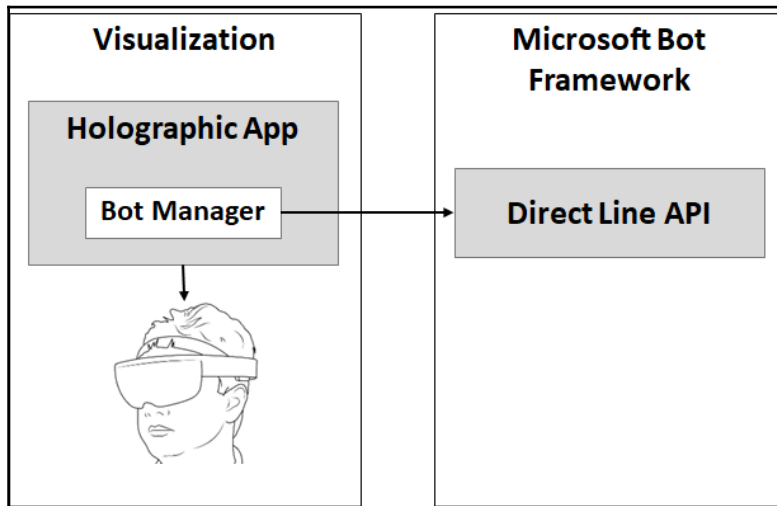 Visualization
Holographic App
Bot Manager
Microsoft Bot
Framework
Direct Line API